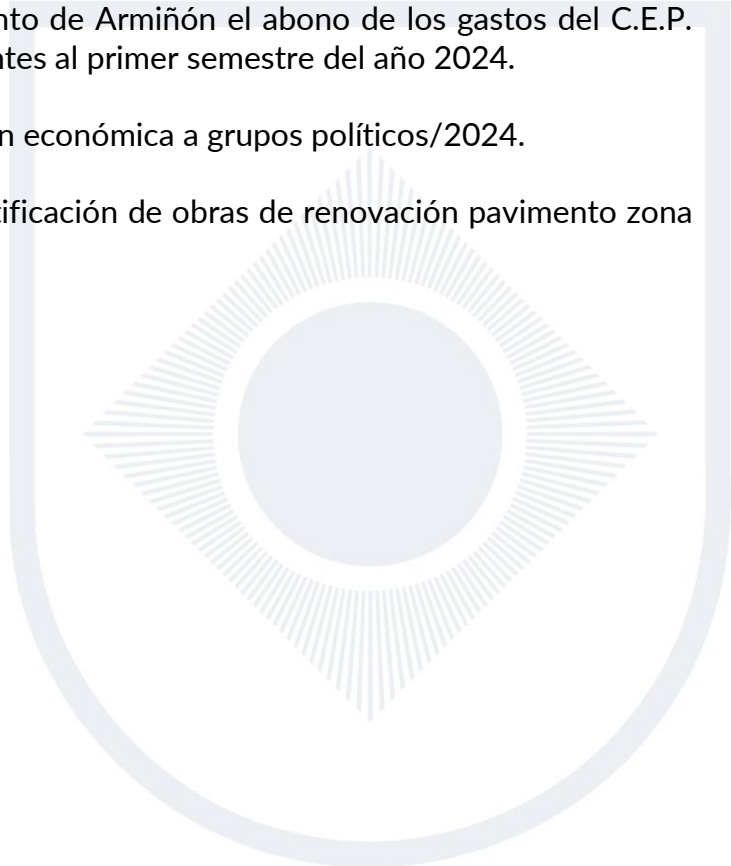 nto de Armiñón el abono de los gastos del C.E.P.
ntes al primer semestre del año 2024.
n económica a grupos políticos/2024.
tificación de obras de renovación pavimento zona